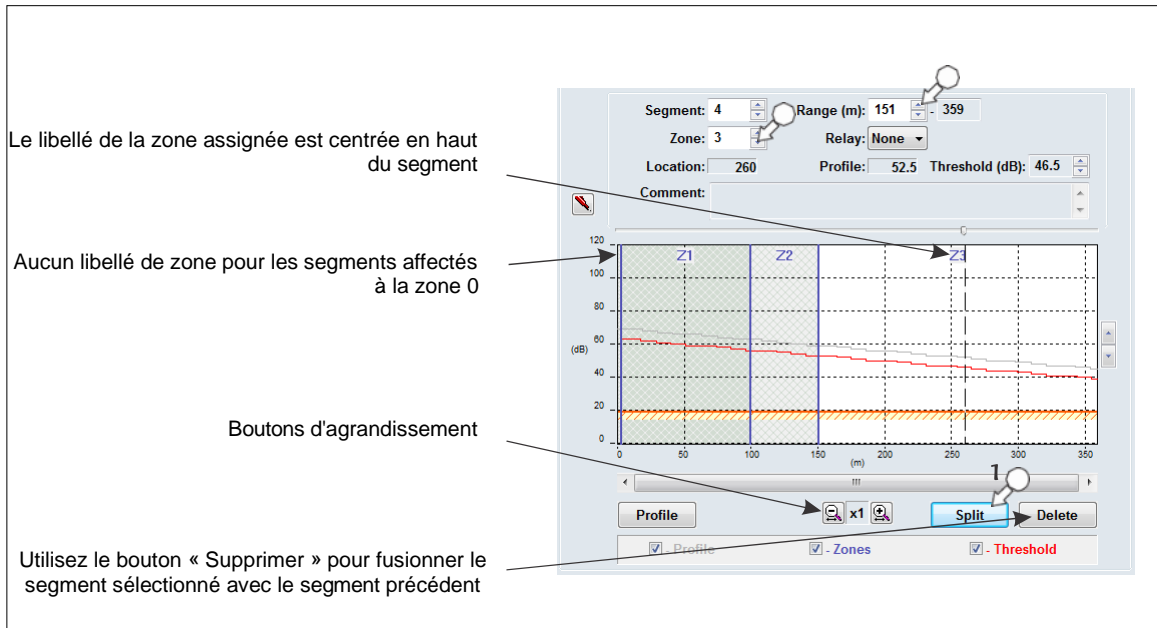 Segment: 4 Range (m): 151 - 359
Zone: 3 Relay: None
Location: 260 Profile: 52.5 Threshold (dB): 46.5
Comment:
Le libellé de la zone assignée est centrée en haut
du segment
Aucun libellé de zone pour les segments affectés
à la zone 0
Boutons d'agrandissement
Utilisez le bouton « Supprimer » pour fusionner le
segment sélectionné avec le segment précédent
Z1 Z2 Z3
120
100
80
60
(dB)
40
20
0
0 50 100 150 200 250 300 350
(m)
1
Profile x1 Split Delete
- Profile - Zones - Threshold